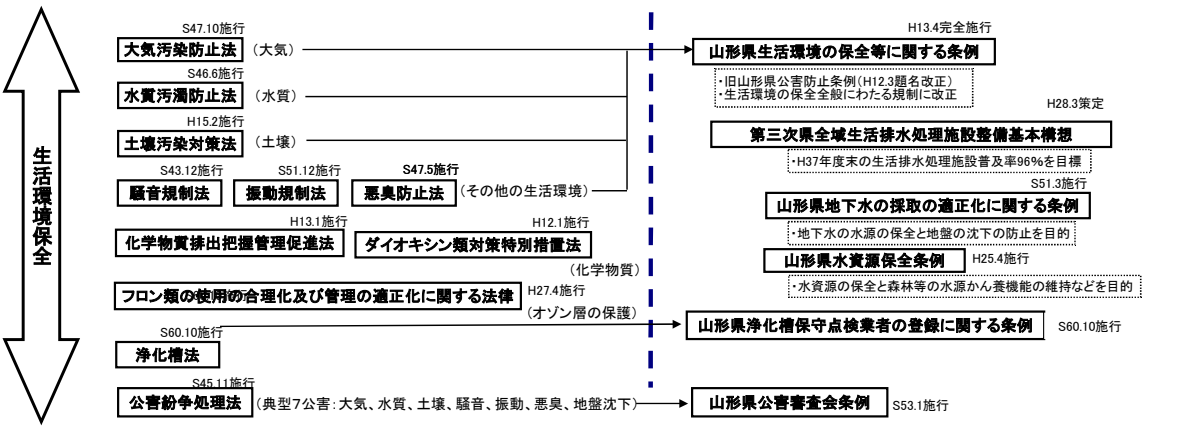 生活環境保全
S47.10施行
大気汚染防止法 (大気)
S46.6施行
水質汚濁防止法 (水質)
H15.2施行
土壌汚染対策法 (土壌)
S43.12施行 S51.12施行 S47.5施行
騒音規制法 振動規制法 悪臭防止法 (その他の生活環境)
H13.1施行 H12.1施行
化学物質排出把握管理促進法 ダイオキシン類対策特別措置法
(化学物質)
フロン類の使用の合理化及び管理の適正化に関する法律 H27.4施行
(オゾン層の保護)
S60.10施行
浄化槽法
S45.11施行
公害紛争処理法 (典型7公害:大気、水質、土壌、騒音、振動、悪臭、地盤沈下)
H13.4完全施行
山形県生活環境の保全等に関する条例
・旧山形県公害防止条例(H12.3題名改正)
・生活環境の保全全般にわたる規制に改正
H28.3策定
第三次県全域生活排水処理施設整備基本構想
・H37年度末の生活排水処理施設普及率96%を目標
S51.3施行
山形県地下水の採取の適正化に関する条例
・地下水の水源の保全と地盤の沈下の防止を目的
山形県水資源保全条例 H25.4施行
・水資源の保全と森林等の水源かん養機能の維持などを目的
山形県浄化槽保守点検業者の登録に関する条例 S60.10施行
山形県公害審査会条例 S53.1施行